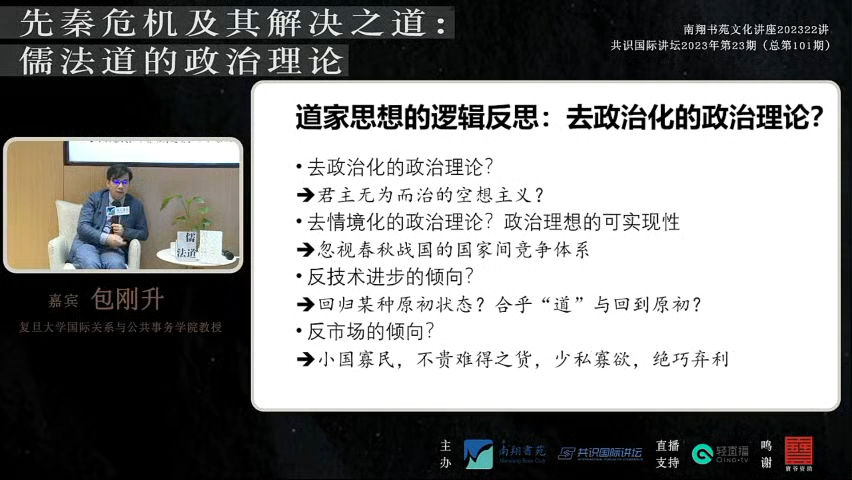 先秦危机及其解决之道：
儒法道的政治理论
南翔书苑文化讲座202322讲
共识国际讲坛2023年第23期（总第101期）
道家思想的逻辑反思：去政治化的政治理论？
• 去政治化的政治理论？
➔君主无为而治的空想主义？
• 去情境化的政治理论？政治理想的可实现性
➔忽视春秋战国的国家间竞争体系
• 反技术进步的倾向？
➔回归某种原初状态？合乎“道”与回到原初？
• 反市场的倾向？
➔小国寡民，不贵难得之货，少私寡欲，绝巧弃利
儒
法道
嘉宾 包刚升
复旦大学国际关系与公共事务学院教授
主办
南翔书苑
共识国际讲坛
直播支持
轻直播
Qing.tv
鸣谢